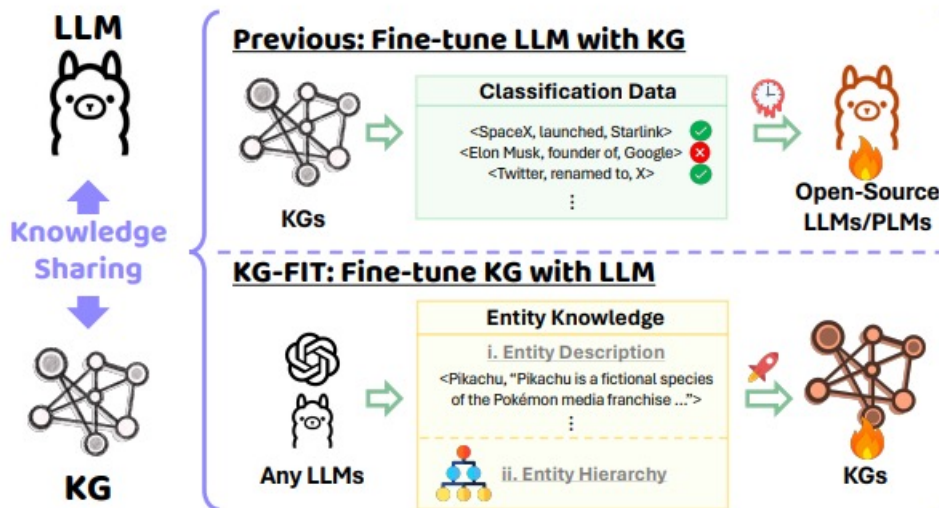 LLM
Knowledge
Sharing
KG
Previous: Fine-tune LLM with KG
KGs
Classification Data
<SpaceX, launched, Starlink>
<Elon Musk, founder of, Google>
<Twitter, renamed to, X>
⋮
Open-Source
LLMs/PLMs
KG-FIT: Fine-tune KG with LLM
Any LLMs
Entity Knowledge
i. Entity Description
<Pikachu, “Pikachu is a fictional species
of the Pokémon media franchise ...”>
⋮
ii. Entity Hierarchy
KGs